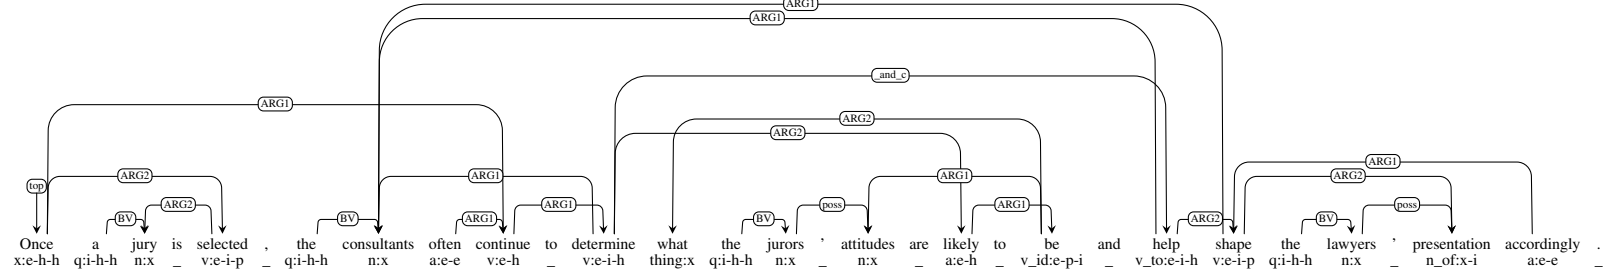 ARG1
ARG1
_and_c
ARG1
ARG2
ARG2
ARG1
top ARG2 ARG1 ARG1 ARG2
BV ARG2 BV ARG1 ARG1 BV poss ARG1 ARG2 BV poss
Once a jury is selected , the consultants often continue to determine what the jurors ' attitudes are likely to be and help shape the lawyers ' presentation accordingly .
x:e-h-h q:i-h-h n:x _ v:e-i-p _ q:i-h-h n:x a:e-e v:e-h _ v:e-i-h thing:x q:i-h-h n:x _ n:x _ a:e-h _ v_id:e-p-i _ v_to:e-i-h v:e-i-p q:i-h-h n:x _ n_of:x-i a:e-e _